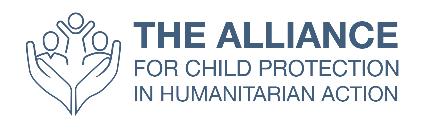 THE ALLIANCE
FOR CHILD PROTECTION
IN HUMANITARIAN ACTION